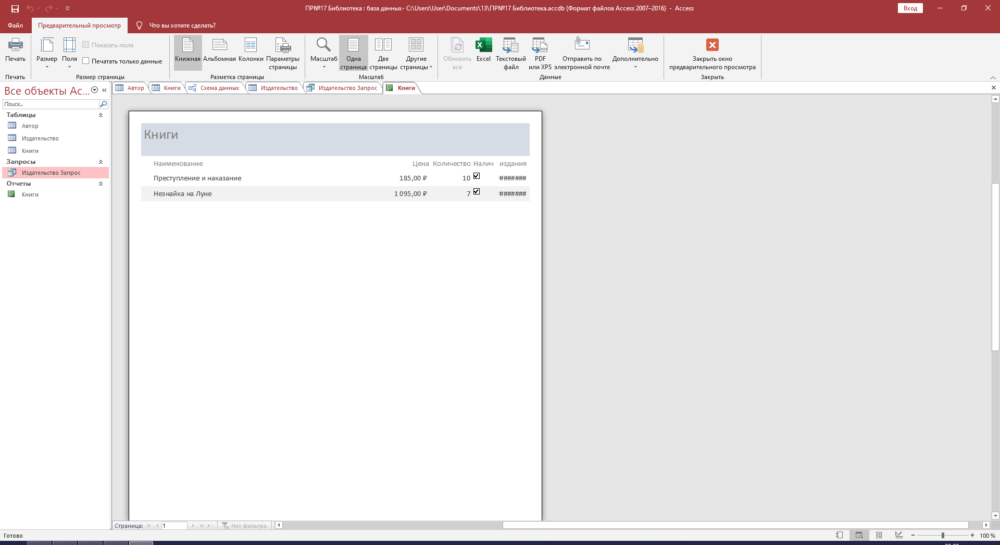 ПР№17 Библиотека : база данных- C:\Users\User\Documents\13\ПР№17 Библиотека.accdb (Формат файлов Access 2007–2016) - Access
Вход
Файл
Предварительный просмотр
Что вы хотите сделать?
Печать
Размер
Поля
Показать поля
Печатать только данные
Книжная
Альбомная
Колонки
Параметры
страницы
Масштаб
Одна
страница
Две
страницы
Другие
страницы
Обновить
все
Excel
Текстовый
файл
PDF
или XPS
Отправить по
электронной почте
Дополнительно
Закрыть окно
предварительного просмотра
Печать
Размер страницы
Разметка страницы
Масштаб
Данные
Закрыть
Все объекты Ac...
Поиск...
Таблицы
Автор
Издательство
Книги
Запросы
Издательство Запрос
Отчеты
Книги
Автор
Книги
Схема данных
Издательство
Издательство Запрос
Книги
Книги
Наименование Цена Количество Налич издания
Преступление и наказание 185,00 ₽ 10 #######
Незнайка на Луне 1 095,00 ₽ 7 #######
Страница: 1 Нет фильтра
Готово
100 %